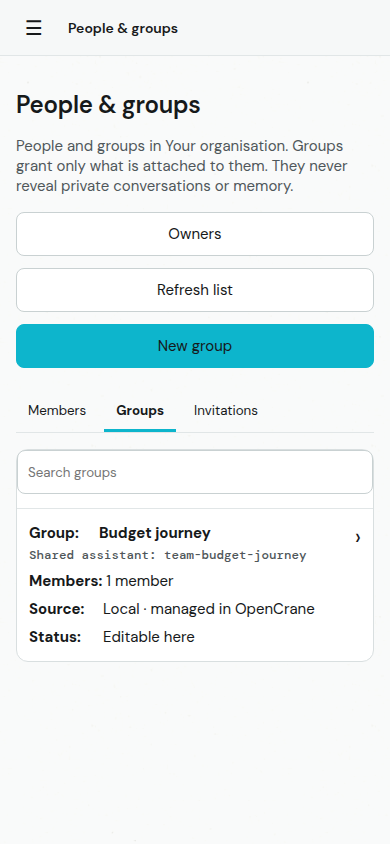 People & groups
People & groups
People and groups in Your organisation. Groups
grant only what is attached to them. They never
reveal private conversations or memory.
Owners
Refresh list
New group
Members Groups Invitations
Search groups
Group: Budget journey ›
Shared assistant: team-budget-journey
Members: 1 member
Source: Local · managed in OpenCrane
Status: Editable here